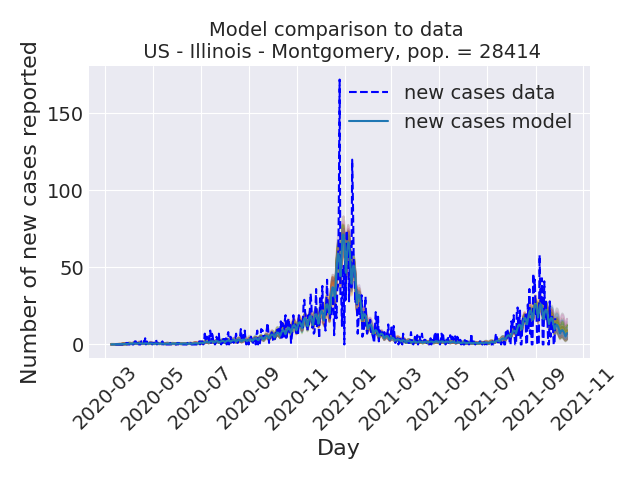 Model comparison to data
US - Illinois - Montgomery, pop. = 28414
Number of new cases reported
150
100
50
0
new cases data
new cases model
2020-03
2020-05
2020-07
2020-09
2020-11
2021-01
2021-03
2021-05
2021-07
2021-09
2021-11
Day